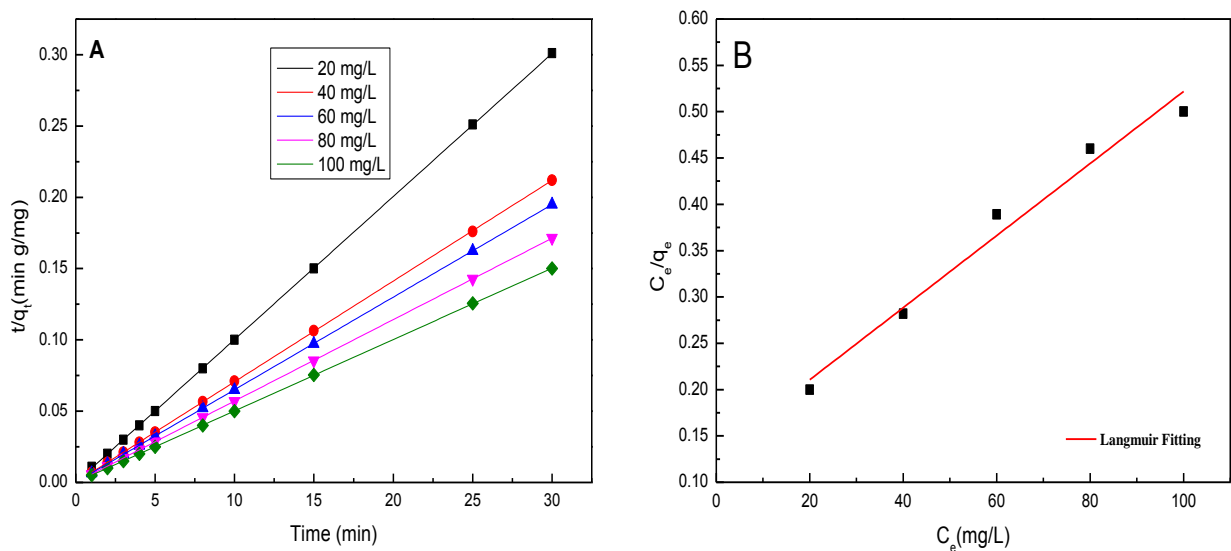 A
20 mg/L
40 mg/L
60 mg/L
80 mg/L
100 mg/L
0.30
0.25
0.20
0.15
0.10
0.05
0.00
t/qt(min g/mg)
0 5 10 15 20 25 30
Time (min)
B
0.60
0.55
0.50
0.45
0.40
0.35
0.30
0.25
0.20
0.15
0.10
Ce/qe
Langmuir Fitting
0 20 40 60 80 100
Ce(mg/L)